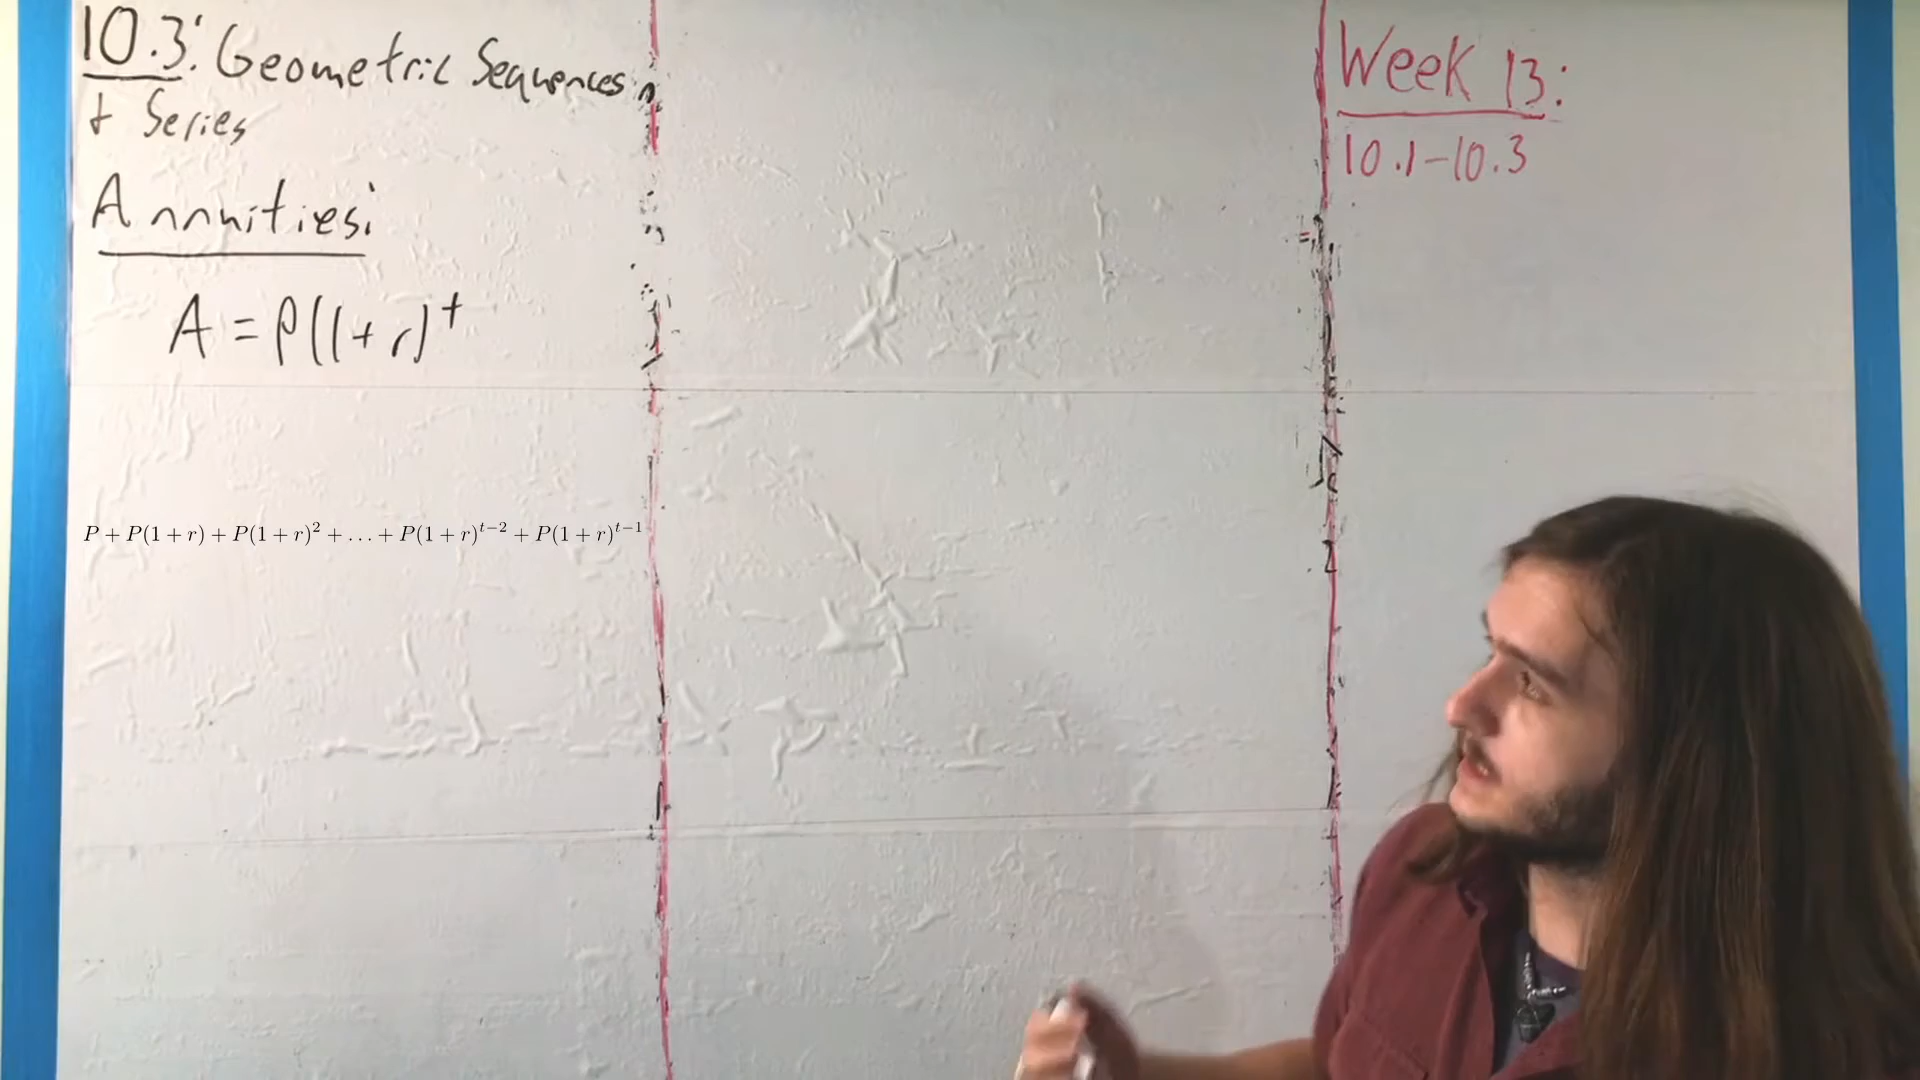 10.3: Geometric Sequences
+ Series
Annuities:
A = P(1+r)^t
P + P(1 + r) + P(1 + r)^2 + … + P(1 + r)^{t−2} + P(1 + r)^{t−1}
Week 13:
10.1-10.3